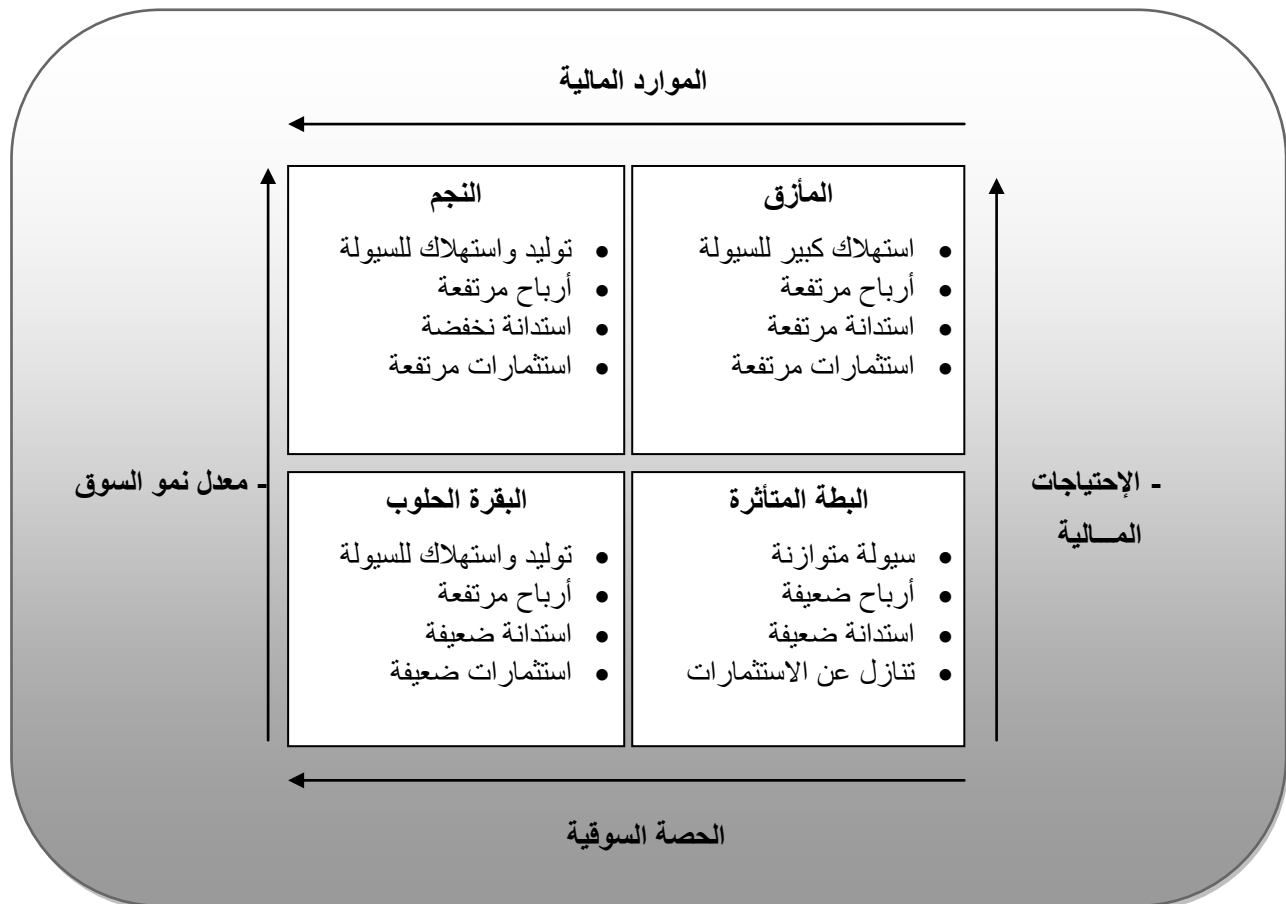 الموارد المالية
المأزق
• استهلاك كبير للسيولة
• أرباح مرتفعة
• استدانة مرتفعة
• استثمارات مرتفعة
النجم
• توليد واستهلاك للسيولة
• أرباح مرتفعة
• استدانة نخفضة
• استثمارات مرتفعة
- الإحتياجات
المـــالية
- معدل نمو السوق
البطة المتأثرة
• سيولة متوازنة
• أرباح ضعيفة
• استدانة ضعيفة
• تنازل عن الاستثمارات
البقرة الحلوب
• توليد واستهلاك للسيولة
• أرباح مرتفعة
• استدانة ضعيفة
• استثمارات ضعيفة
الحصة السوقية